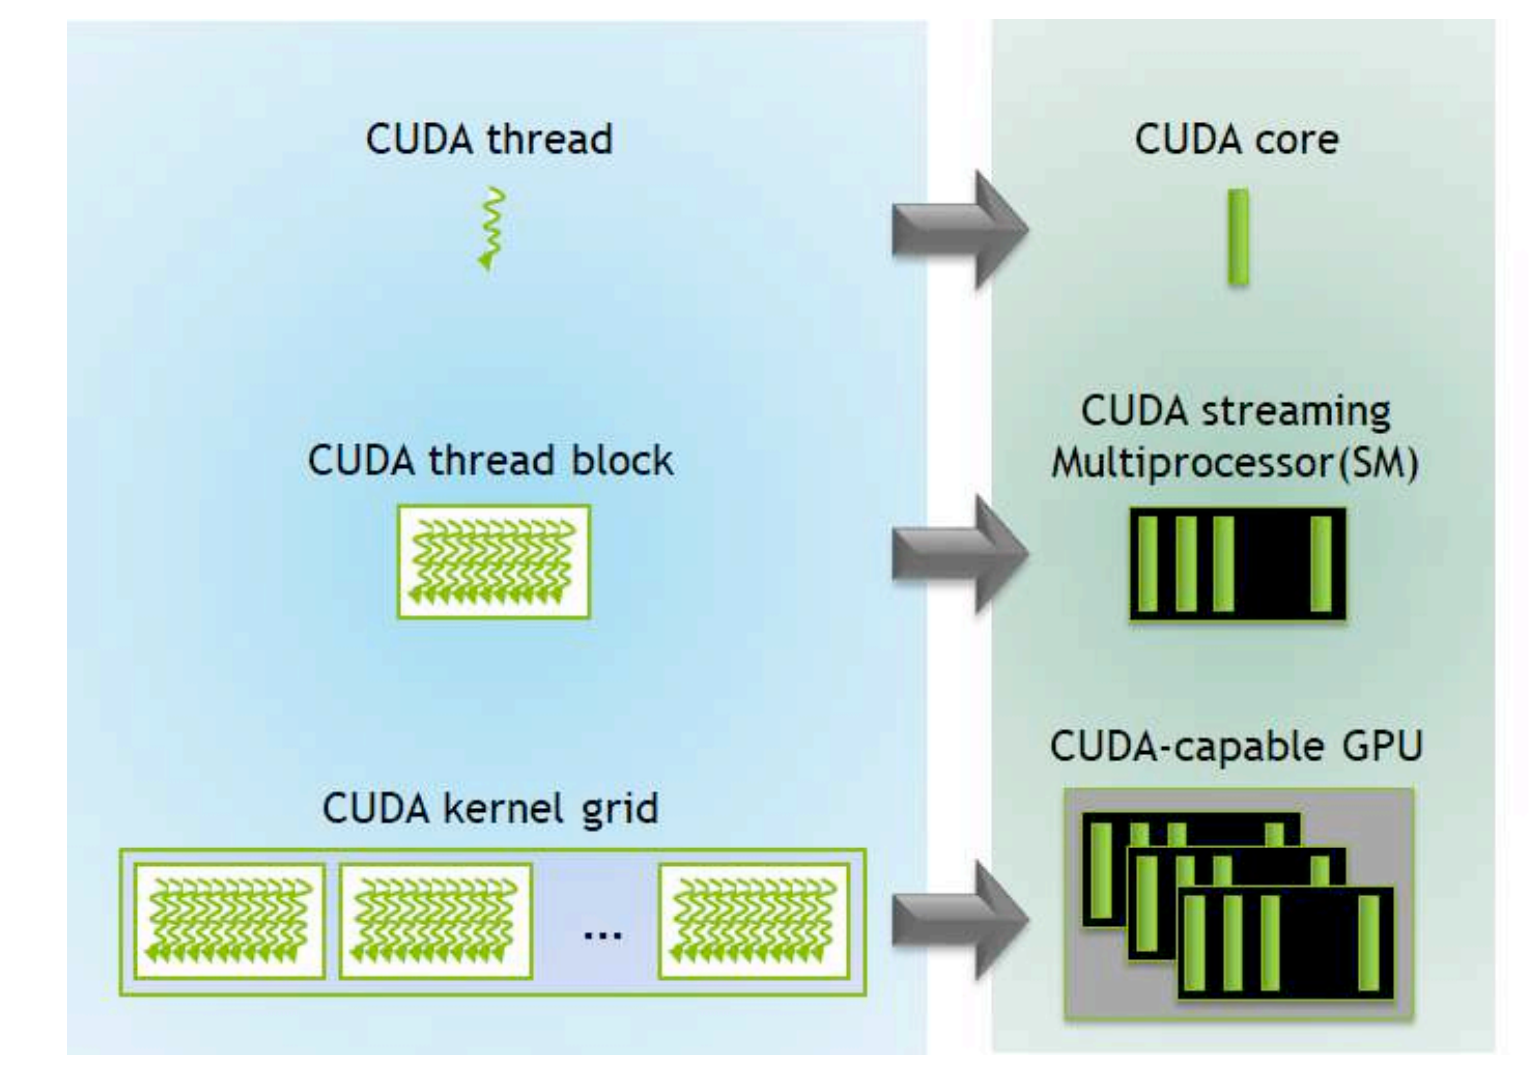 CUDA thread
CUDA core
CUDA thread block
CUDA streaming
Multiprocessor(SM)
CUDA kernel grid
...
CUDA-capable GPU